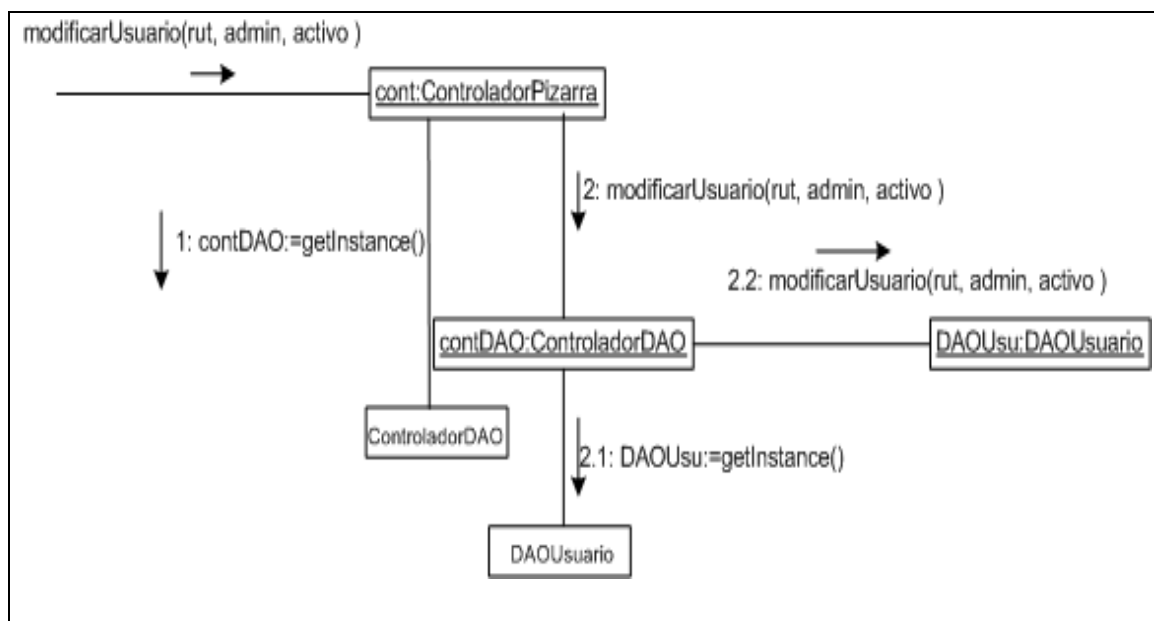 modificarUsuario(rut, admin, activo )
cont:ControladorPizarra
2: modificarUsuario(rut, admin, activo )
1: contDAO:=getInstance()
2.2: modificarUsuario(rut, admin, activo )
contDAO:ControladorDAO
DAOUsu:DAOUsuario
ControladorDAO
2.1: DAOUsu:=getInstance()
DAOUsuario